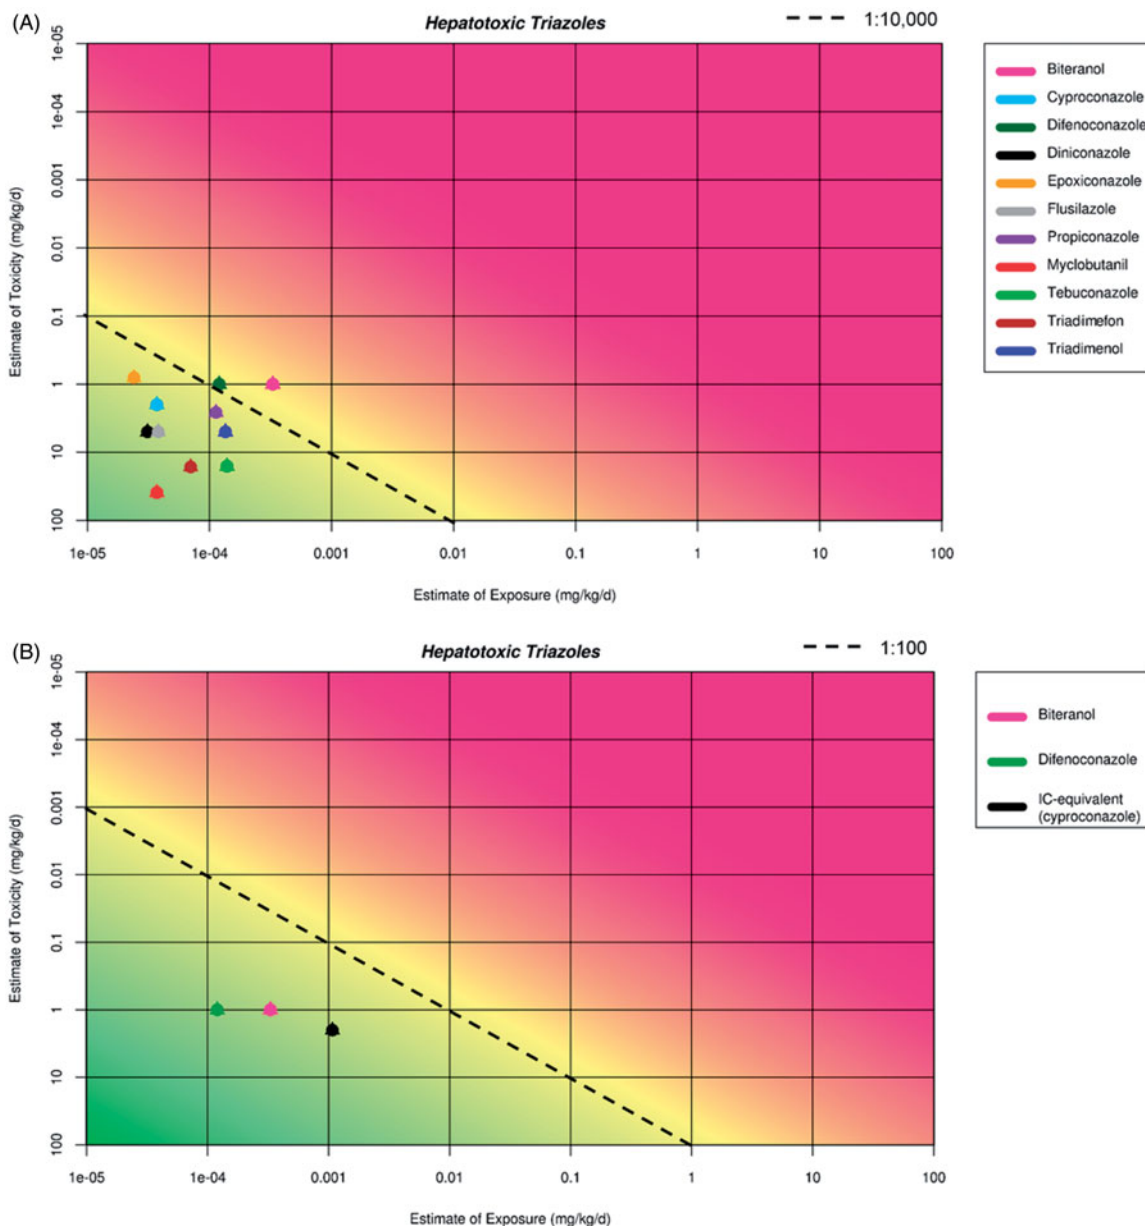 (A)
Hepatotoxic Triazoles
1:10,000
Estimate of Toxicity (mg/kg/d)
1e-05
1e-04
0.001
0.01
0.1
1
10
100
1e-05 1e-04 0.001 0.01 0.1 1 10 100
Estimate of Exposure (mg/kg/d)
Biteranol
Cyproconazole
Difenoconazole
Diniconazole
Epoxiconazole
Flusilazole
Propiconazole
Myclobutanil
Tebuconazole
Triadimefon
Triadimenol
(B)
Hepatotoxic Triazoles
1:100
Estimate of Toxicity (mg/kg/d)
1e-05
1e-04
0.001
0.01
0.1
1
10
100
1e-05 1e-04 0.001 0.01 0.1 1 10 100
Estimate of Exposure (mg/kg/d)
Biteranol
Difenoconazole
IC-equivalent
(cyproconazole)